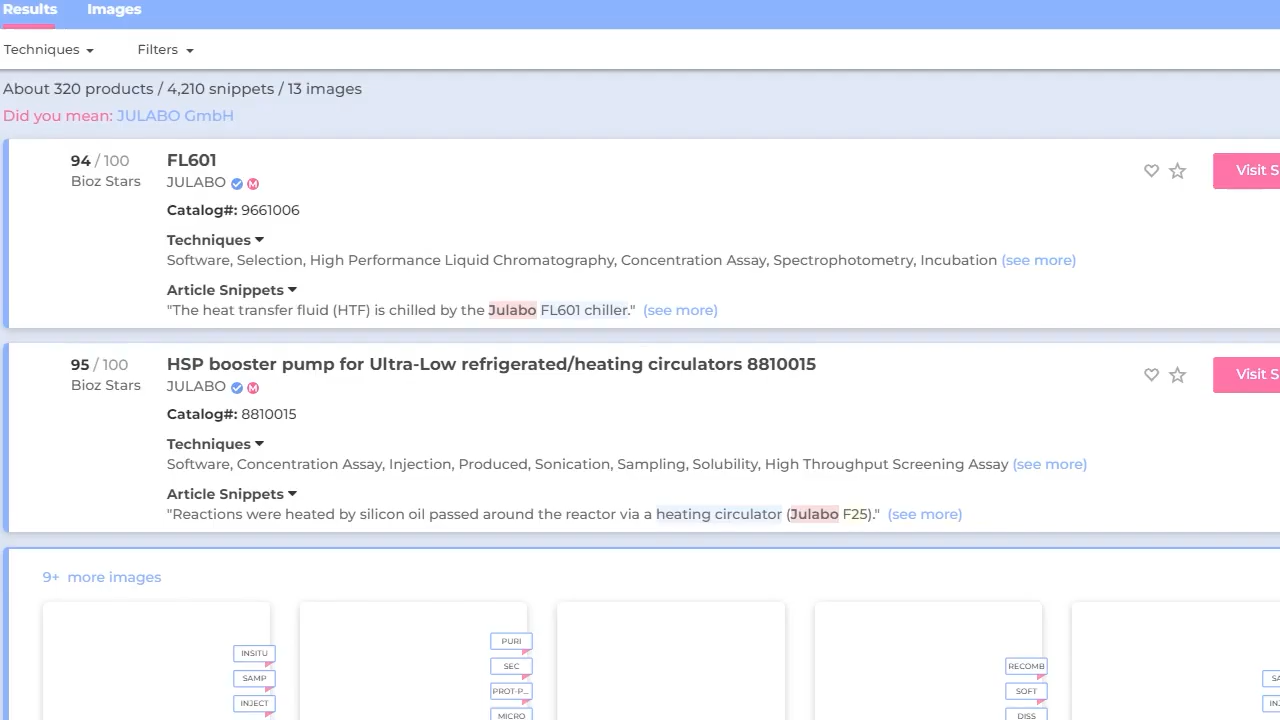 Results Images
Techniques Filters
About 320 products / 4,210 snippets / 13 images
Did you mean: JULABO GmbH
94 / 100
Bioz Stars
FL601
JULABO M
Catalog#: 9661006
Techniques
Software, Selection, High Performance Liquid Chromatography, Concentration Assay, Spectrophotometry, Incubation (see more)
Article Snippets
"The heat transfer fluid (HTF) is chilled by the Julabo FL601 chiller." (see more)
Visit S
95 / 100
Bioz Stars
HSP booster pump for Ultra-Low refrigerated/heating circulators 8810015
JULABO M
Catalog#: 8810015
Techniques
Software, Concentration Assay, Injection, Produced, Sonication, Sampling, Solubility, High Throughput Screening Assay (see more)
Article Snippets
"Reactions were heated by silicon oil passed around the reactor via a heating circulator (Julabo F25)." (see more)
Visit S
9+ more images
INSITU
SAMP
INJECT
PURI
SEC
PROT-P...
MICRO
RECOMB
SOFT
DISS